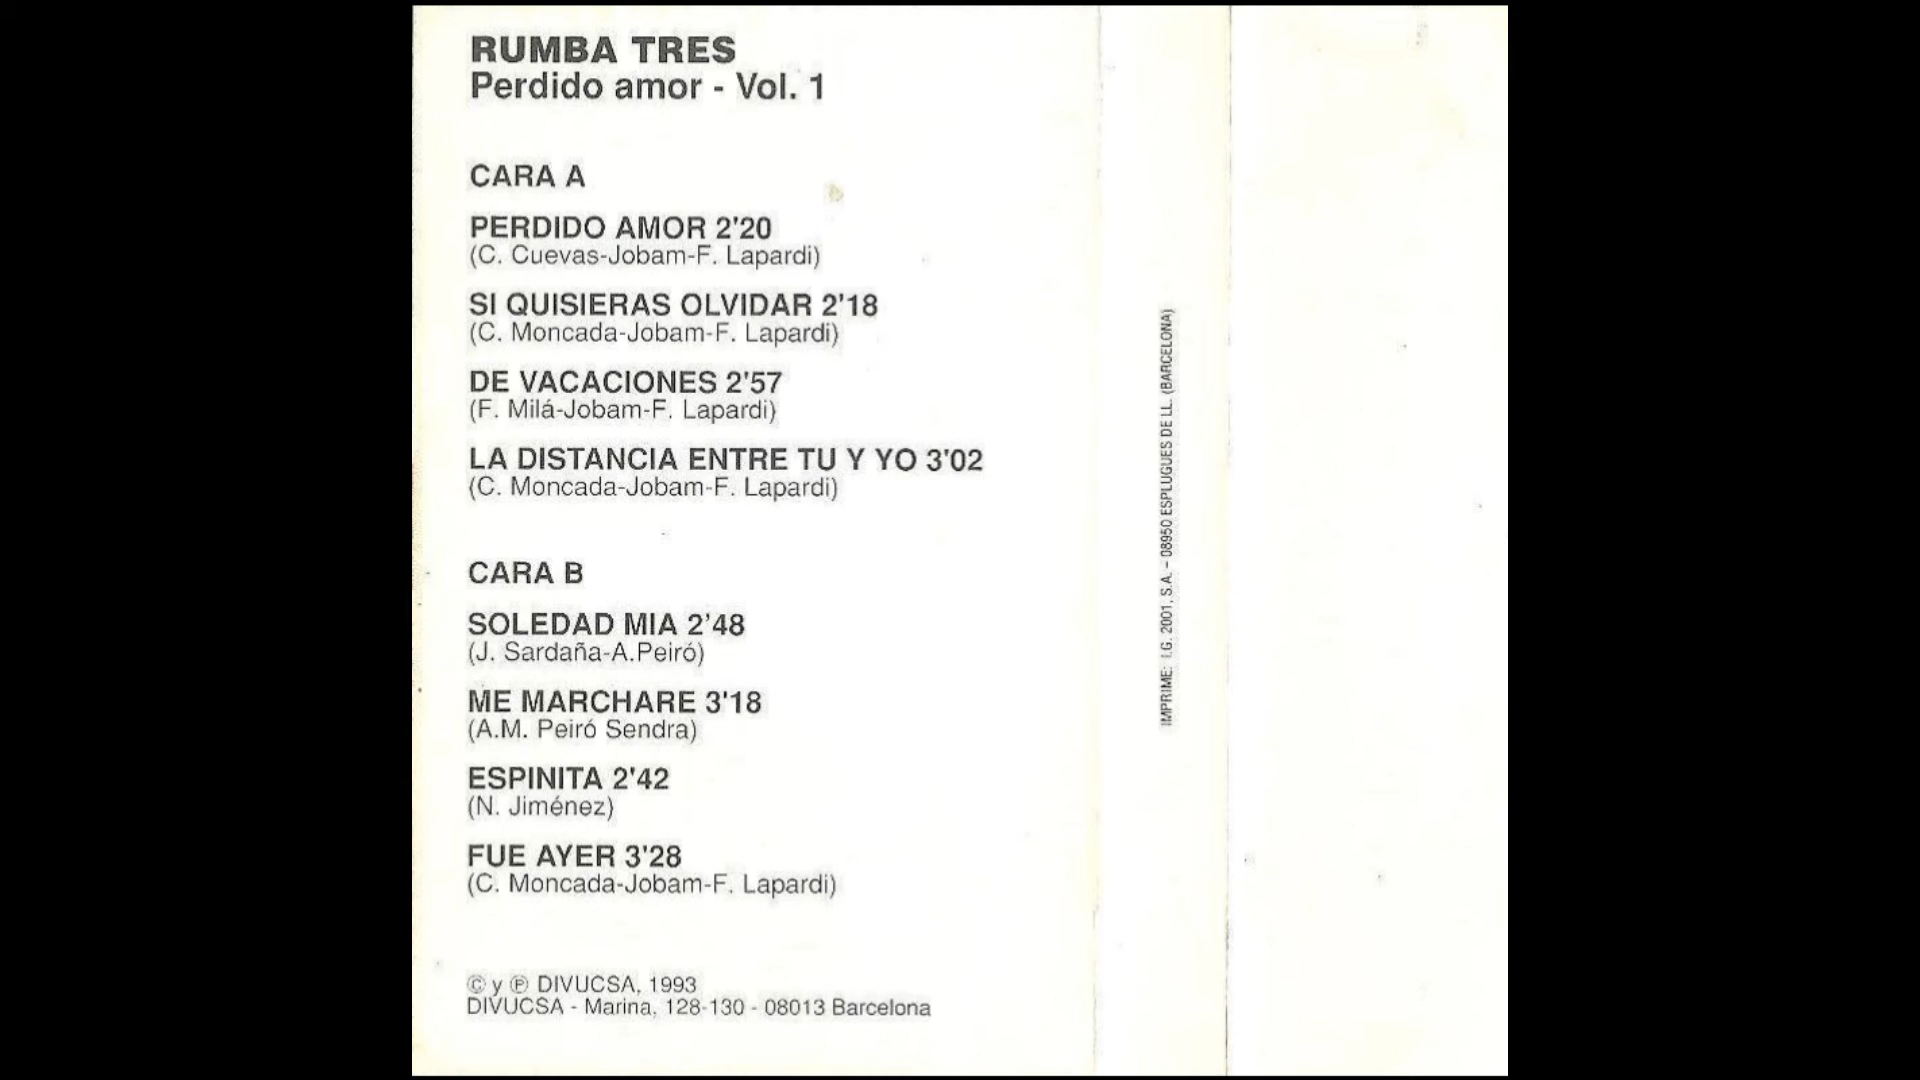 RUMBA TRES
Perdido amor - Vol. 1
CARA A
PERDIDO AMOR 2'20
(C. Cuevas-Jobam-F. Lapardi)
SI QUISIERAS OLVIDAR 2'18
(C. Moncada-Jobam-F. Lapardi)
DE VACACIONES 2'57
(F. Milá-Jobam-F. Lapardi)
LA DISTANCIA ENTRE TU Y YO 3'02
(C. Moncada-Jobam-F. Lapardi)
CARA B
SOLEDAD MIA 2'48
(J. Sardaña-A.Peiró)
ME MARCHARE 3'18
(A.M. Peiró Sendra)
ESPINITA 2'42
(N. Jiménez)
FUE AYER 3'28
(C. Moncada-Jobam-F. Lapardi)
© y ℗ DIVUCSA, 1993
DIVUCSA - Marina, 128-130 - 08013 Barcelona
IMPRIME: I.G. 2001, S.A. – 08950 ESPLUGUES DE LL. (BARCELONA)